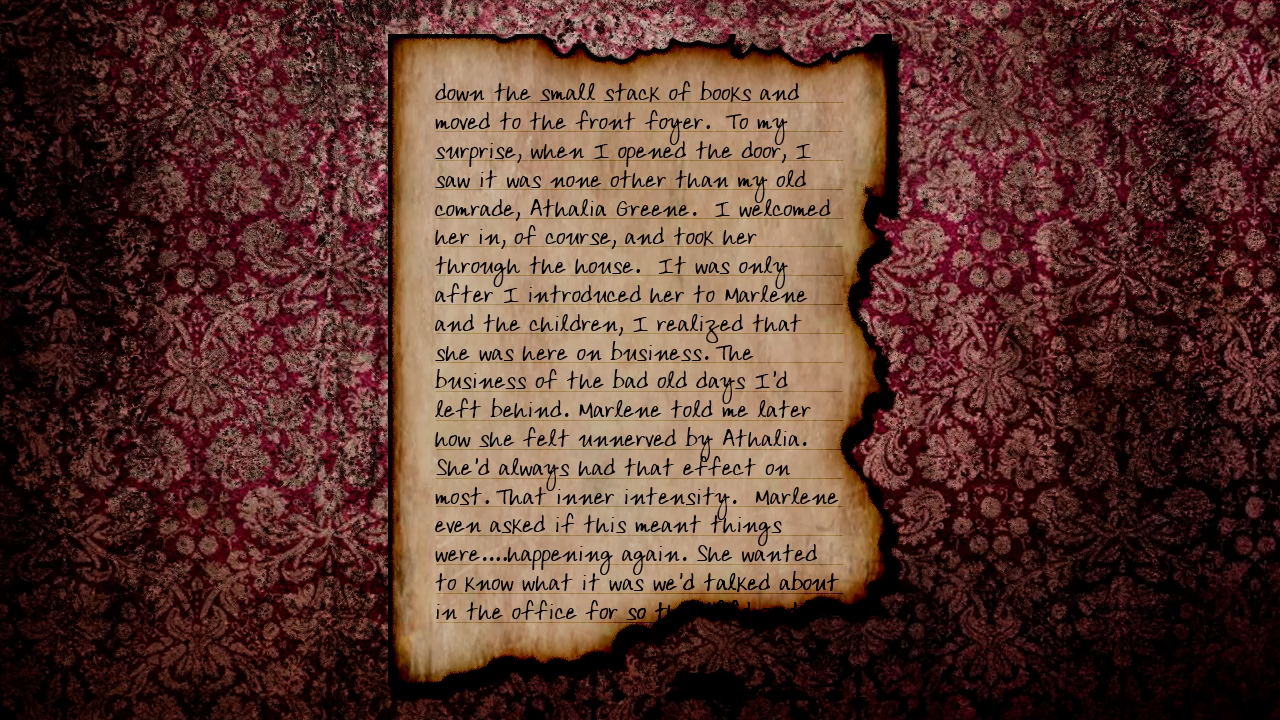 down the small stack of books and
moved to the front foyer. To my
surprise, when I opened the door, I
saw it was none other than my old
comrade, Athalia Greene. I welcomed
her in, of course, and took her
through the house. It was only
after I introduced her to Marlene
and the children, I realized that
she was here on business. The
business of the bad old days I'd
left behind. Marlene told me later
how she felt unnerved by Athalia.
She'd always had that effect on
most. That inner intensity. Marlene
even asked if this meant things
were....happening again. She wanted
to know what it was we'd talked about
in the office for so